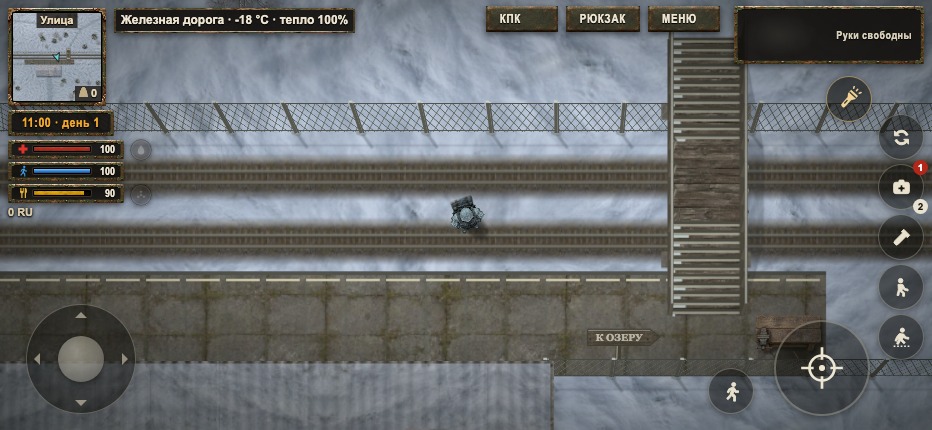 Улица
Железная дорога · -18 °C · тепло 100%
КПК
РЮКЗАК
МЕНЮ
Руки свободны
0
11:00 · день 1
100
100
90
0 RU
1
2
К ОЗЕРУ